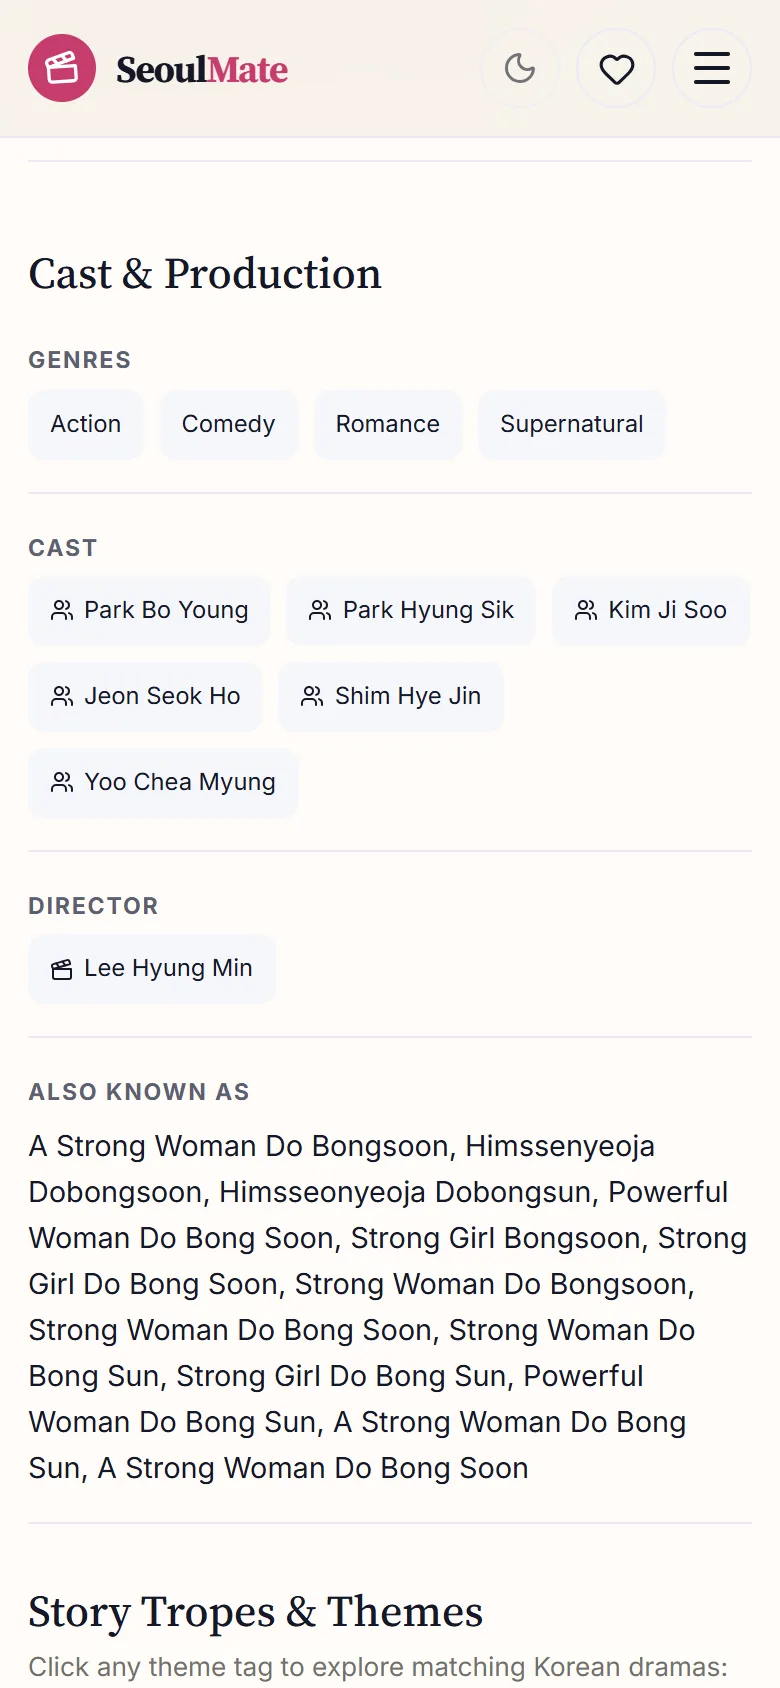 SeoulMate
Cast & Production
GENRES
Action Comedy Romance Supernatural
CAST
Park Bo Young Park Hyung Sik Kim Ji Soo
Jeon Seok Ho Shim Hye Jin
Yoo Chea Myung
DIRECTOR
Lee Hyung Min
ALSO KNOWN AS
A Strong Woman Do Bongsoon, Himssenyeoja
Dobongsoon, Himsseonyeoja Dobongsun, Powerful
Woman Do Bong Soon, Strong Girl Bongsoon, Strong
Girl Do Bong Soon, Strong Woman Do Bongsoon,
Strong Woman Do Bong Soon, Strong Woman Do
Bong Sun, Strong Girl Do Bong Sun, Powerful
Woman Do Bong Sun, A Strong Woman Do Bong
Sun, A Strong Woman Do Bong Soon
Story Tropes & Themes
Click any theme tag to explore matching Korean dramas: